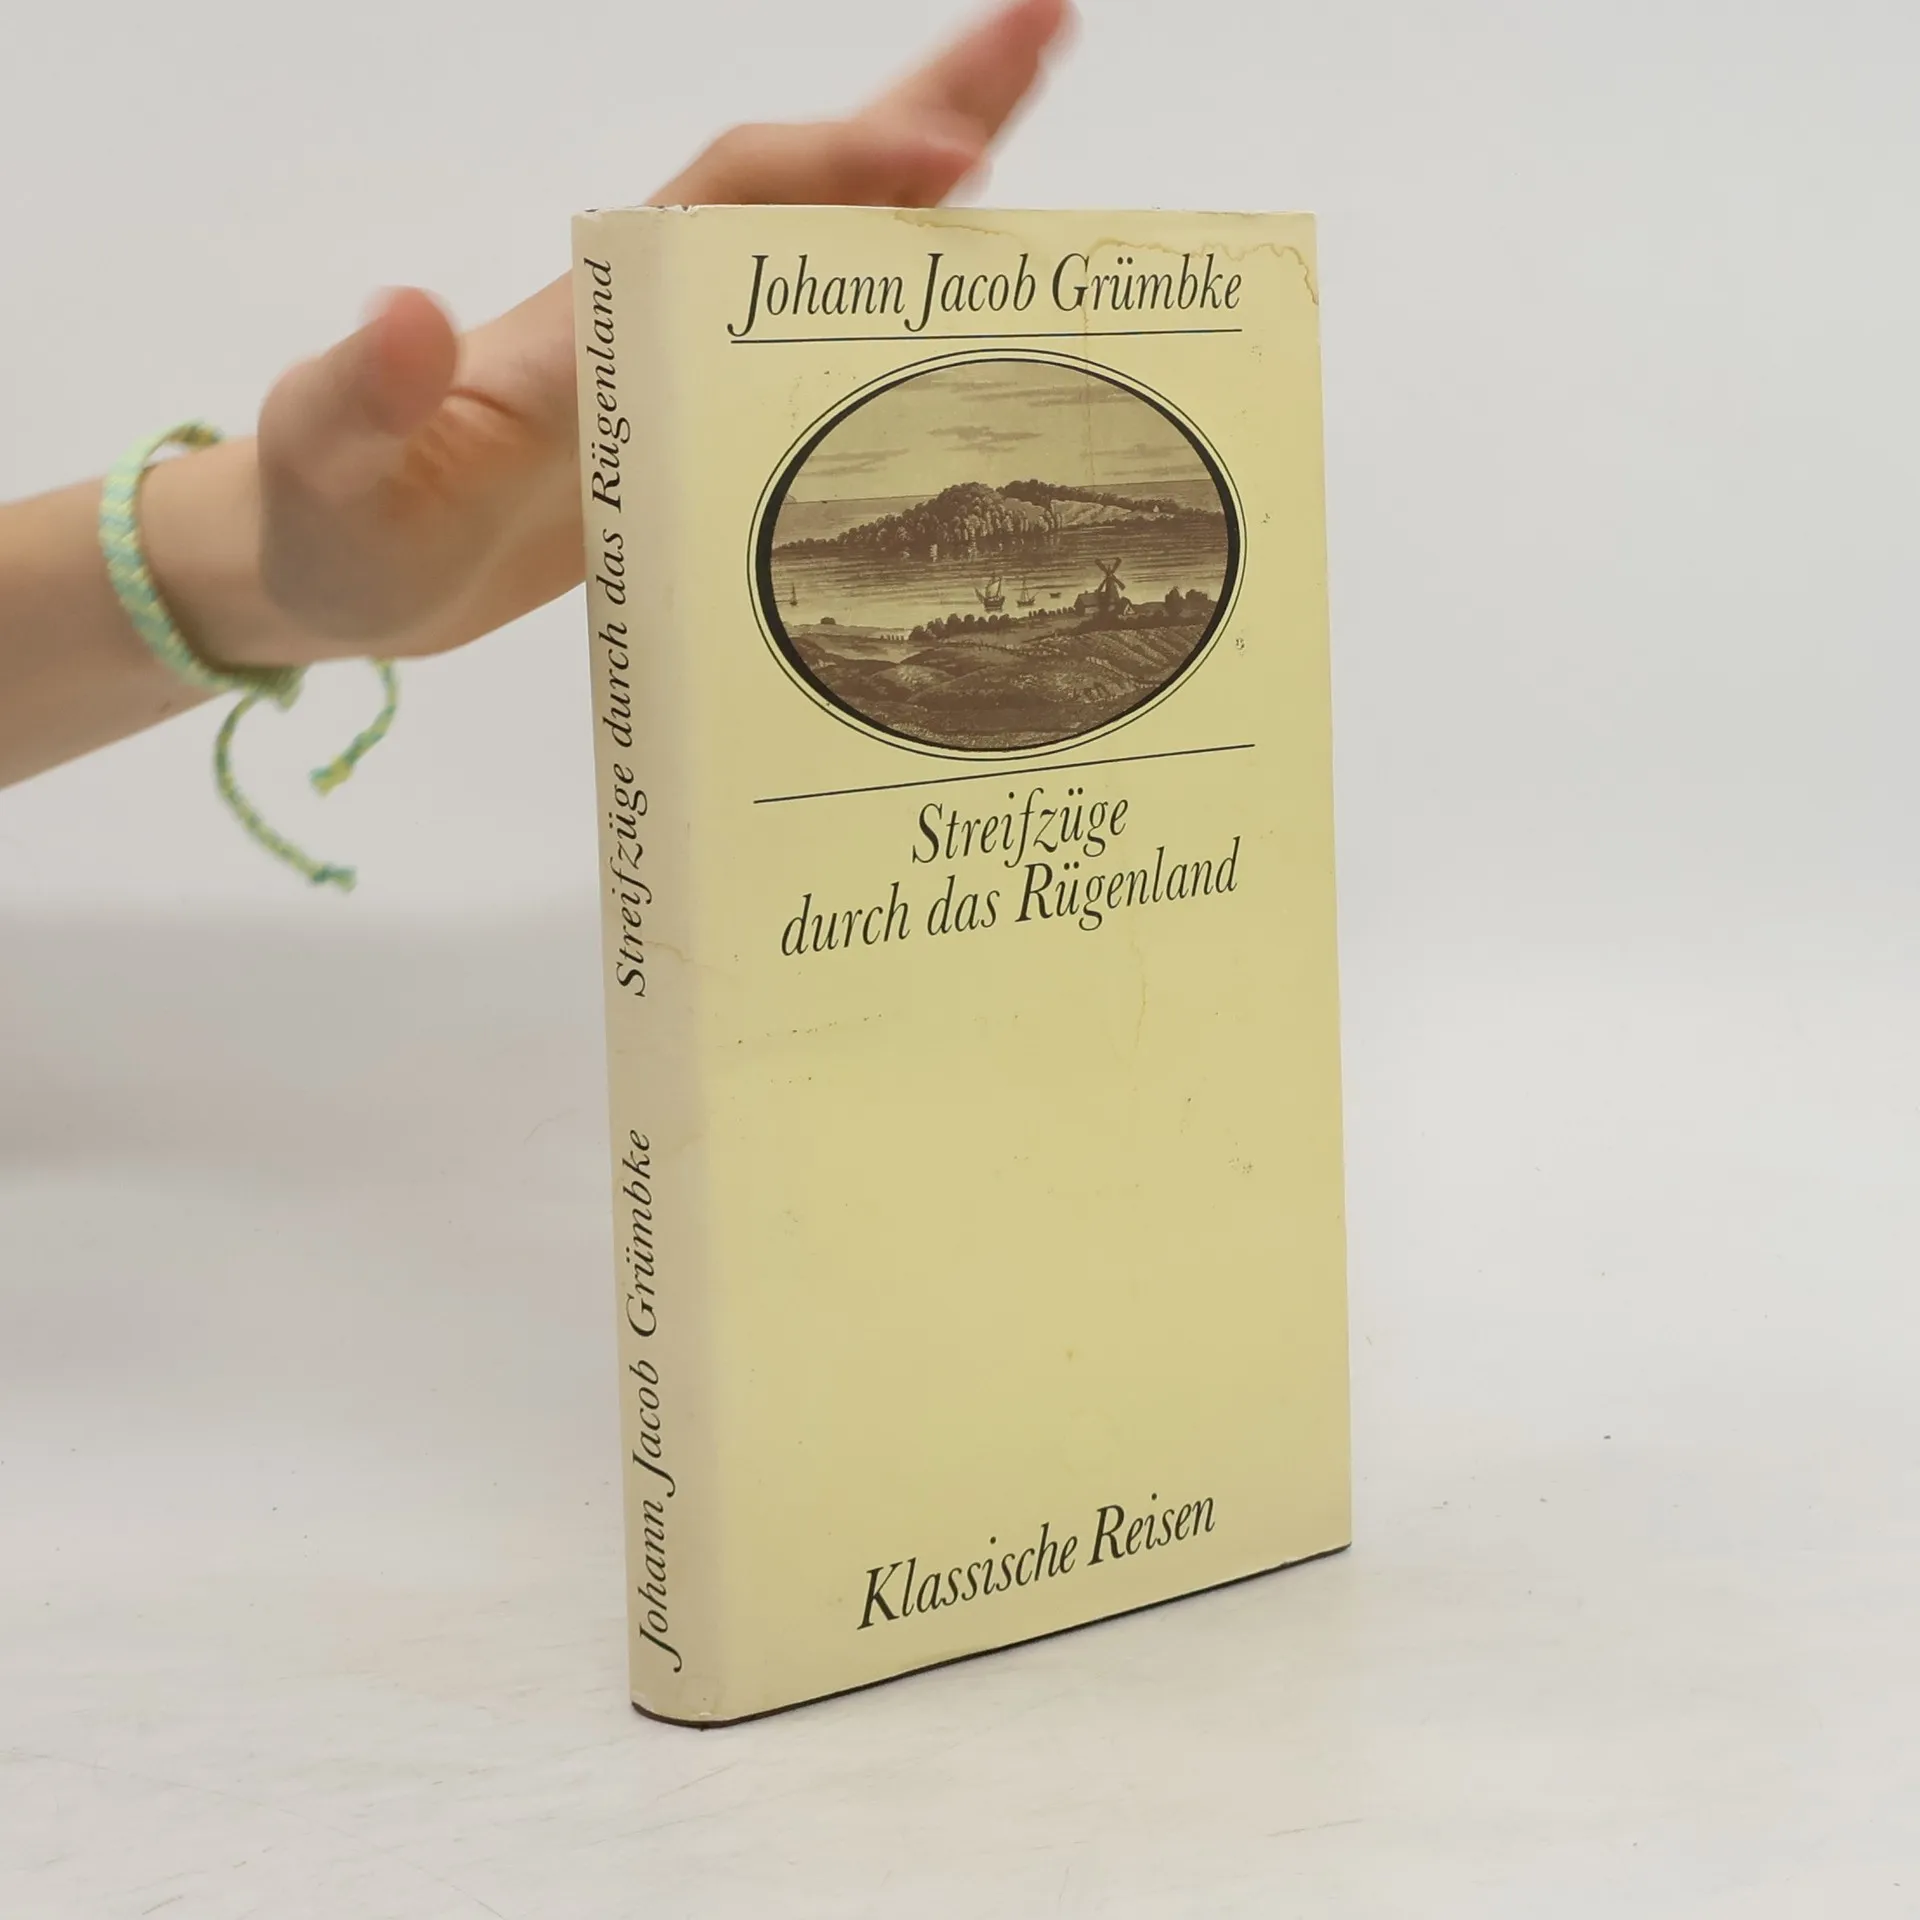 Johann Jacob Grümbke
Streifzüge
durch das Rügenland
Klassische Reisen
Johann Jacob Grümbke Streifzüge durch das Rügenland